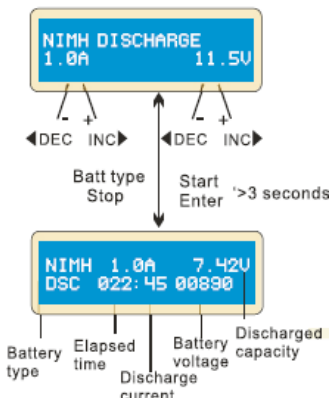 NIMH DISCHARGE
1.0A 11.5V
- +
◀DEC INC▶
- +
◀DEC INC▶
Batt type
Stop
Start
Enter
'>3 seconds
NIMH 1.0A 7.42V
DSC 022:45 00890
Battery
type
Elapsed
time
Discharge
current
Battery
voltage
Discharged
capacity